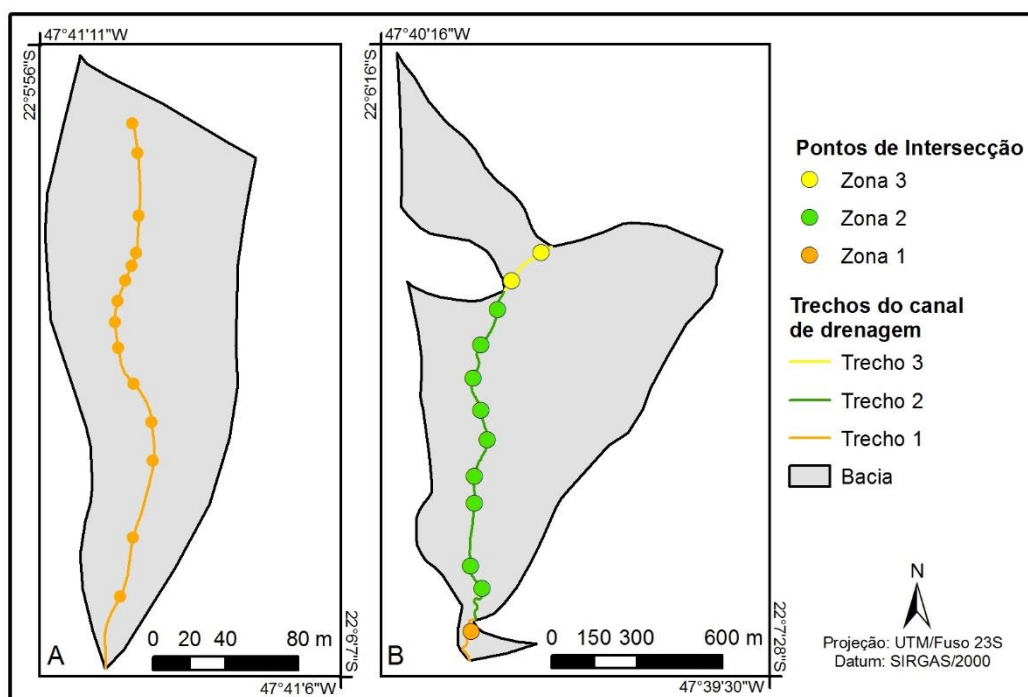 47°41'11"W
22°5'56"S
A
0 20 40 80 m
22°6'7"S
47°41'6"W
47°40'16"W
22°6'16"S
B
0 150 300 600 m
22°7'28"S
47°39'30"W
Pontos de Intersecção
Zona 3
Zona 2
Zona 1
Trechos do canal
de drenagem
Trecho 3
Trecho 2
Trecho 1
Bacia
N
Projeção: UTM/Fuso 23S
Datum: SIRGAS/2000